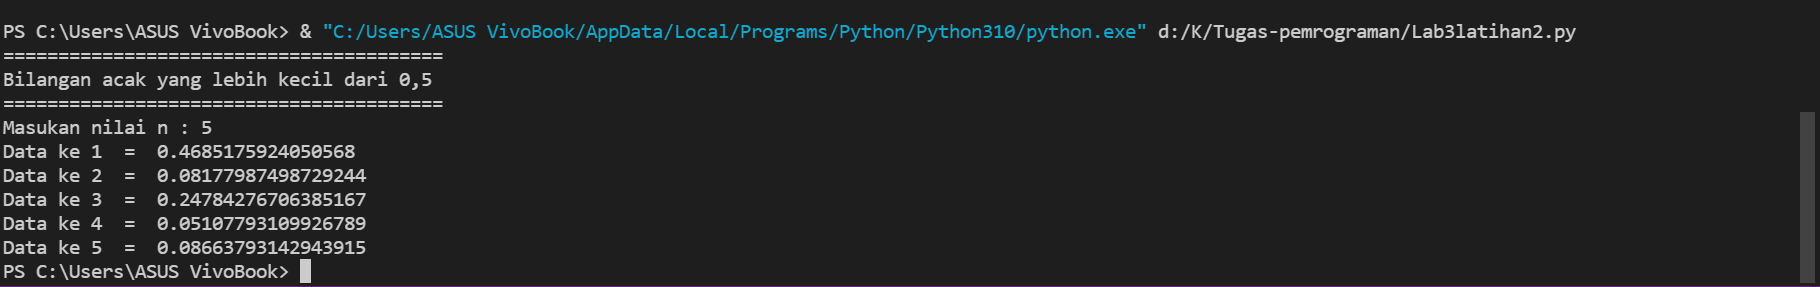 PS C:\Users\ASUS VivoBook> & "C:/Users/ASUS VivoBook/AppData/Local/Programs/Python/Python310/python.exe" d:/K/Tugas-pemrograman/Lab3latihan2.py
========================================
Bilangan acak yang lebih kecil dari 0,5
========================================
Masukan nilai n : 5
Data ke 1  =  0.4685175924050568
Data ke 2  =  0.08177987498729244
Data ke 3  =  0.24784276706385167
Data ke 4  =  0.05107793109926789
Data ke 5  =  0.08663793142943915
PS C:\Users\ASUS VivoBook>